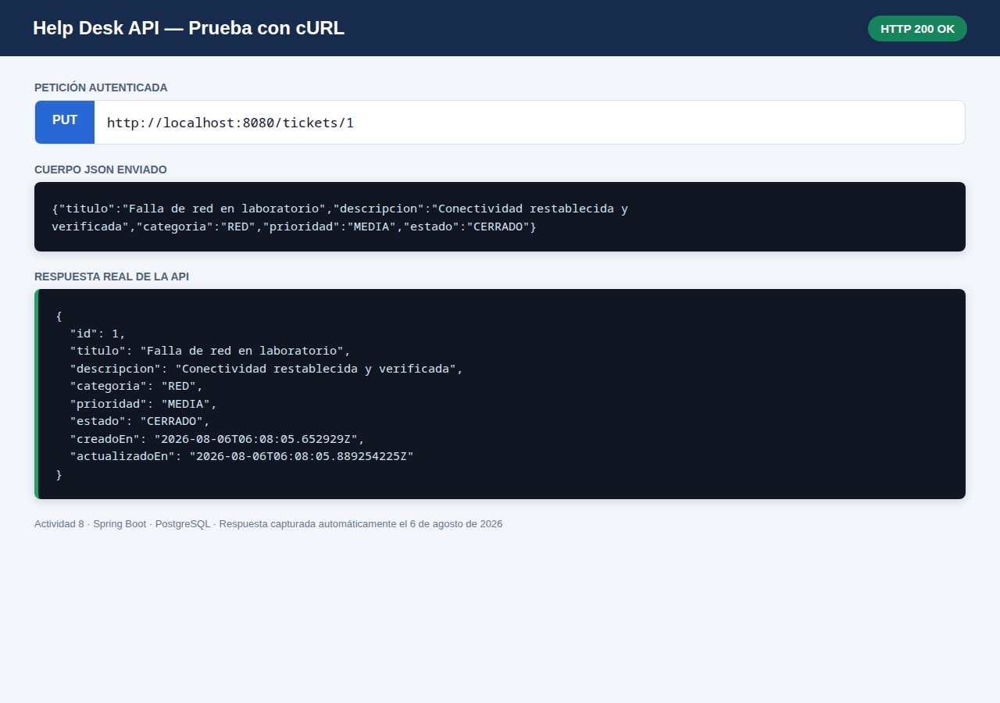 Help Desk API — Prueba con cURL
HTTP 200 OK
PETICIÓN AUTENTICADA
PUT http://localhost:8080/tickets/1
CUERPO JSON ENVIADO
{"titulo":"Falla de red en laboratorio","descripcion":"Conectividad restablecida y
verificada","categoria":"RED","prioridad":"MEDIA","estado":"CERRADO"}
RESPUESTA REAL DE LA API
{
  "id": 1,
  "titulo": "Falla de red en laboratorio",
  "descripcion": "Conectividad restablecida y verificada",
  "categoria": "RED",
  "prioridad": "MEDIA",
  "estado": "CERRADO",
  "creadoEn": "2026-08-06T06:08:05.652929Z",
  "actualizadoEn": "2026-08-06T06:08:05.889254225Z"
}
Actividad 8 · Spring Boot · PostgreSQL · Respuesta capturada automáticamente el 6 de agosto de 2026